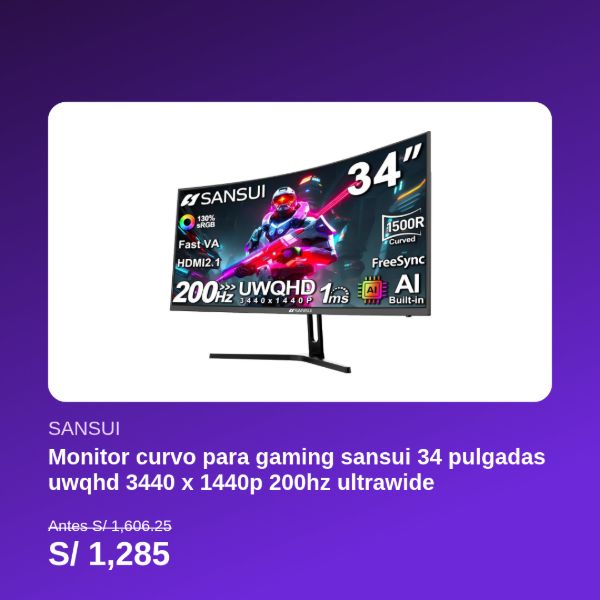 34”
SANSUI
130%
sRGB
1500R
Curved
Fast VA
HDMI2.1
FreeSync
200Hz
UWQHD
3440x1440P
1ms
AI
AI
Built-in
SANSUI
SANSUI
Monitor curvo para gaming sansui 34 pulgadas
uwqhd 3440 x 1440p 200hz ultrawide
Antes S/ 1,606.25
S/ 1,285